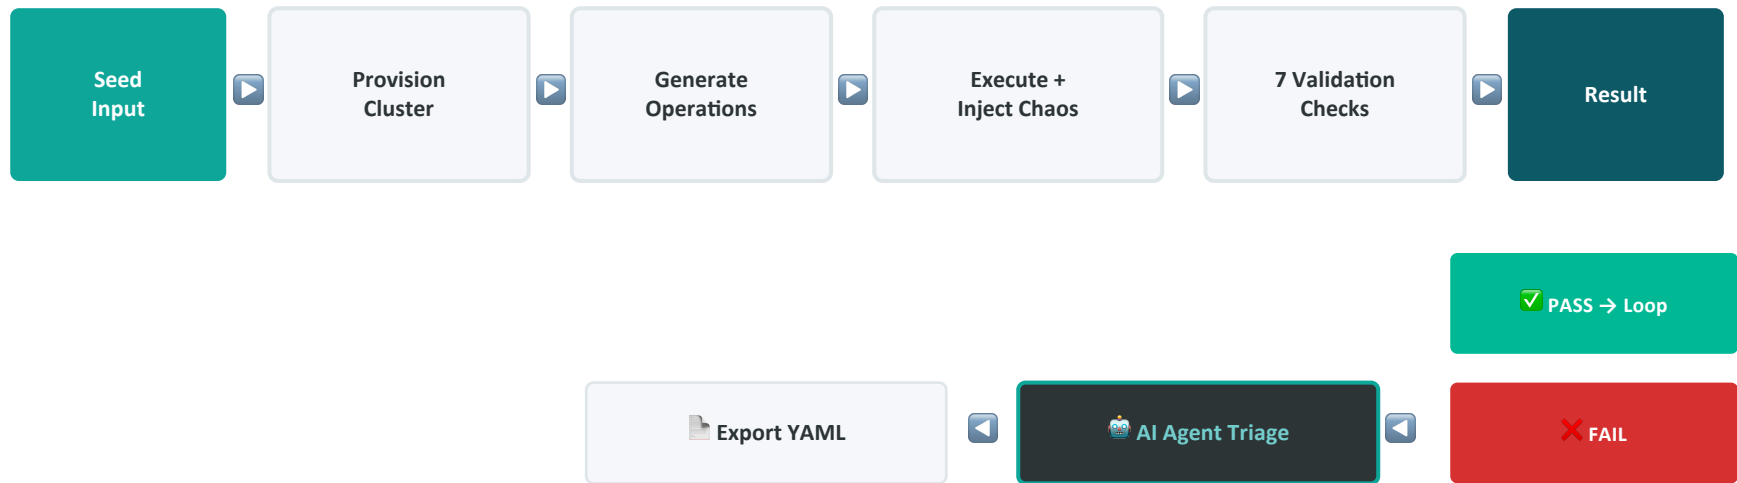 Seed
Input
Provision
Cluster
Generate
Operations
Execute +
Inject Chaos
7 Validation
Checks
Result
✅ PASS → Loop
📄 Export YAML
🤖 AI Agent Triage
❌ FAIL